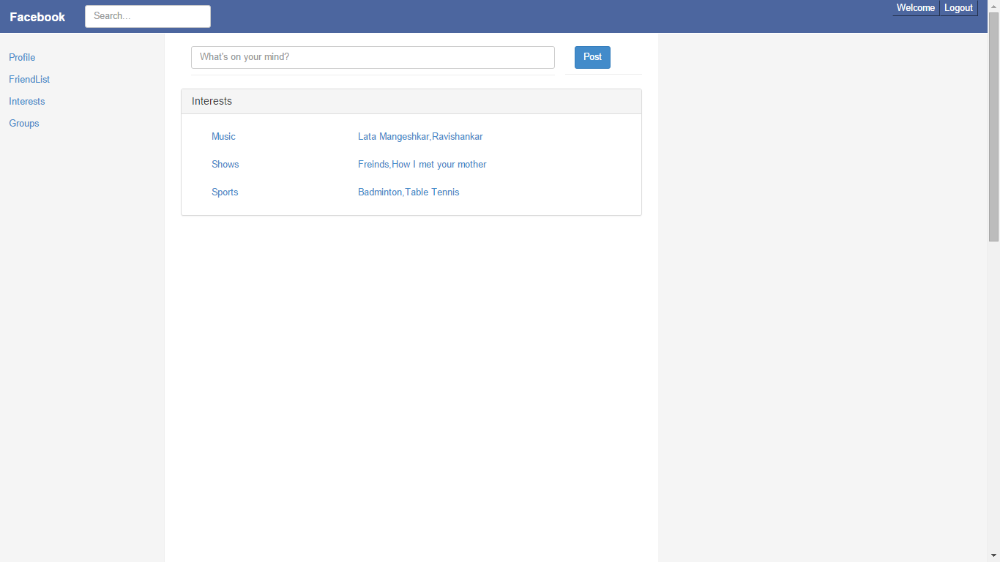 Facebook
Search...
Welcome
Logout
Profile
FriendList
Interests
Groups
What's on your mind?
Post
Interests
Music
Lata Mangeshkar,Ravishankar
Shows
Freinds,How I met your mother
Sports
Badminton,Table Tennis